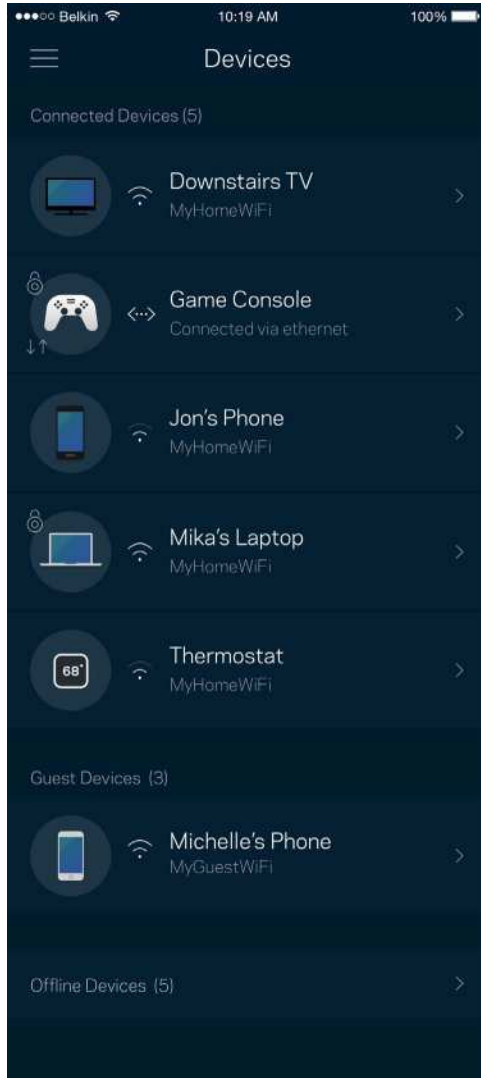 Belkin 10:19 AM 100%
Devices
Connected Devices (5)
Downstairs TV
MyHomeWiFi
Game Console
Connected via ethernet
Jon's Phone
MyHomeWiFi
Mika's Laptop
MyHomeWiFi
68°
Thermostat
MyHomeWiFi
Guest Devices (3)
Michelle's Phone
MyGuestWiFi
Offline Devices (5)